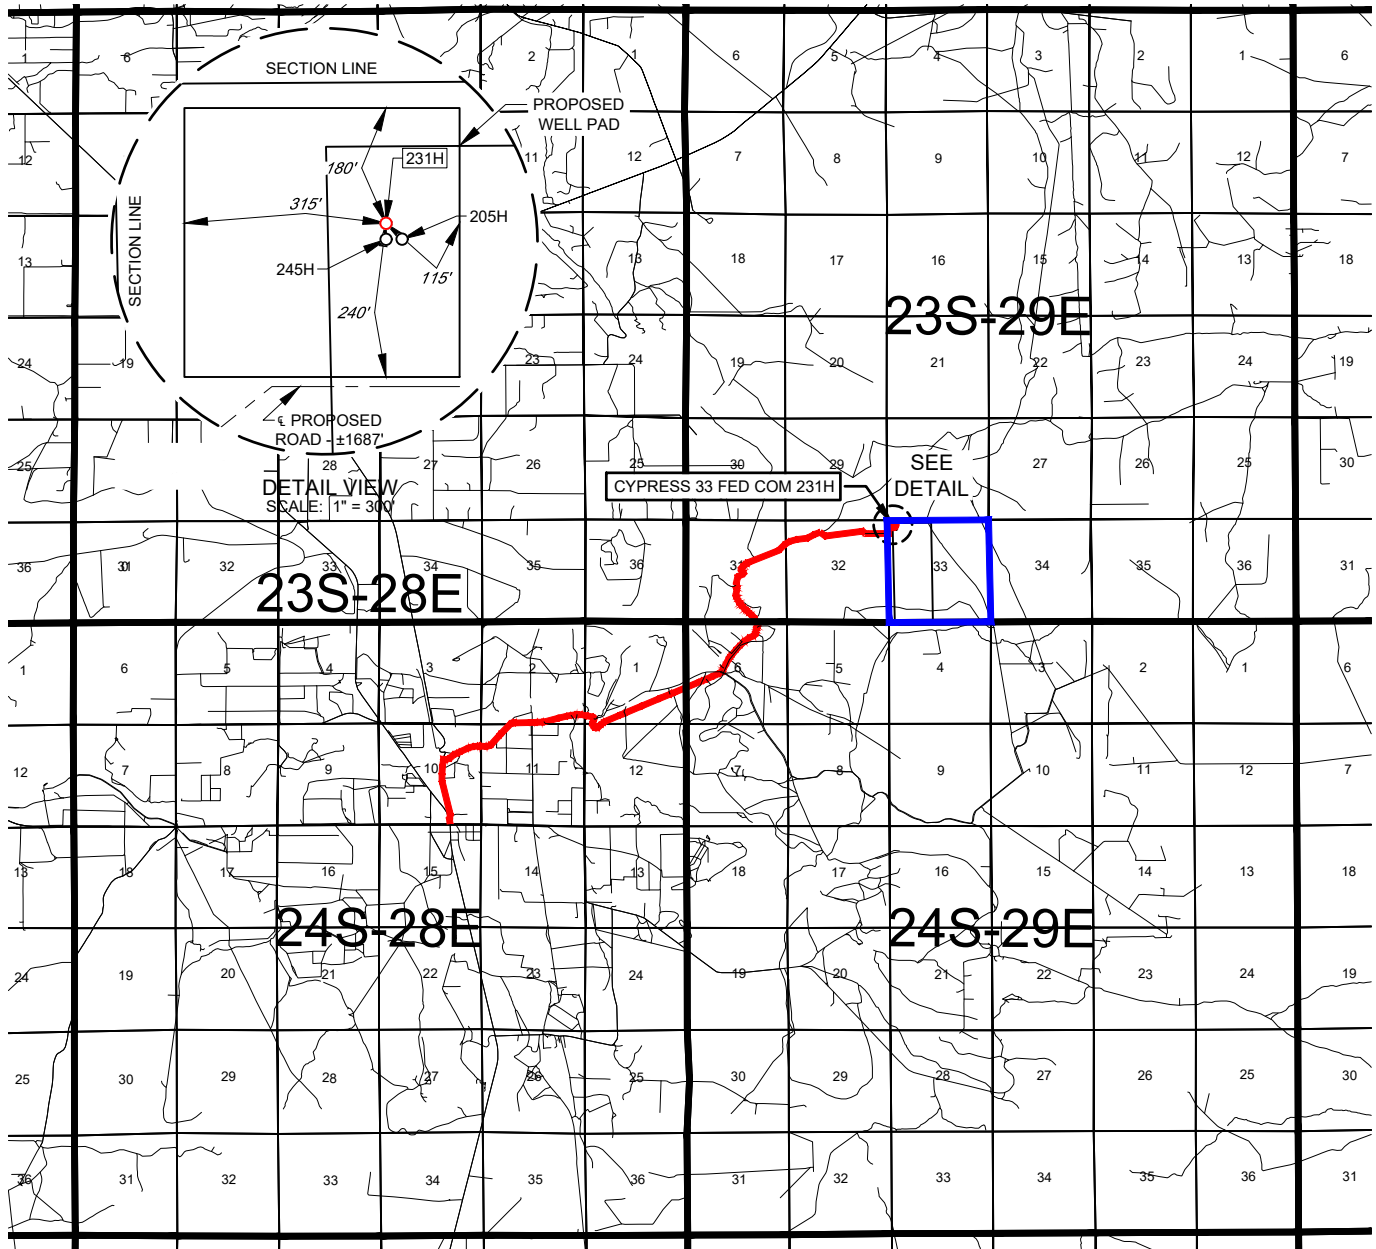 6 2 1 6 5 4 3 2 1 6
1
SECTION LINE
PROPOSED
WELL PAD
12 11 12 7 8 9 10 11 12 7
231H
180'
315'
205H
SECTION LINE
245H
115'
240'
13 13 18 17 16 15 14 13 18
23S-29E
24 19 23 24 19 20 21 22 23 24 19
℄ PROPOSED
ROAD - ±1687'
25 28 27 26 25 30 29 27 26 25 30
SEE
DETAIL
DETAIL VIEW
SCALE: 1" = 300'
CYPRESS 33 FED COM 231H
36 31 32 33 34 35 36 31 32 33 34 35 36 31
23S-28E
1 6 5 4 3 2 1 6 5 4 3 2 1 6
12 7 8 9 10 11 12 7 8 9 10 11 12 7
13 18 17 16 15 14 13 18 17 16 15 14 13 18
24S-28E
24S-29E
24 19 20 21 22 23 24 19 20 21 22 23 24 19
25 30 29 28 27 26 25 30 29 28 27 26 25 30
36 31 32 33 34 35 36 31 32 33 34 35 36 31